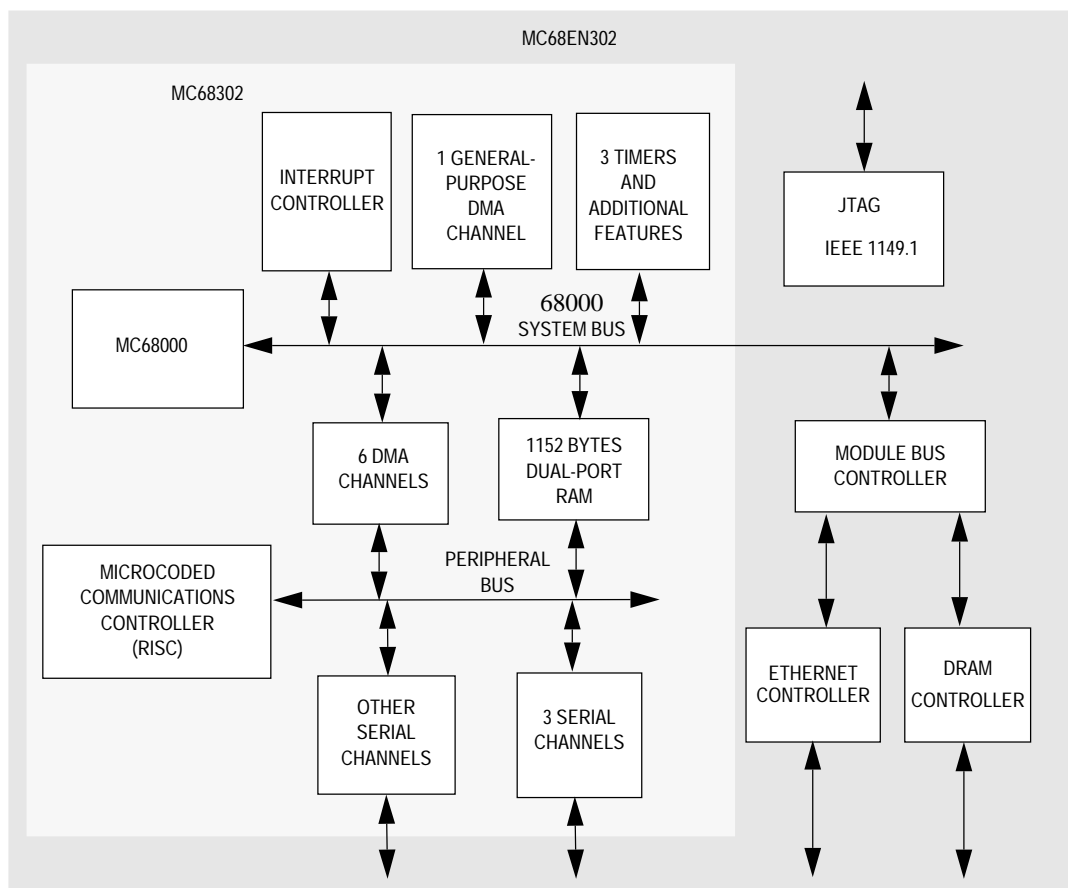 MC68EN302
MC68302
INTERRUPT
CONTROLLER
1 GENERAL-
PURPOSE
DMA
CHANNEL
3 TIMERS
AND
ADDITIONAL
FEATURES
JTAG
IEEE 1149.1
68000
SYSTEM BUS
MC68000
6 DMA
CHANNELS
1152 BYTES
DUAL-PORT
RAM
MODULE BUS
CONTROLLER
PERIPHERAL
BUS
MICROCODED
COMMUNICATIONS
CONTROLLER
(RISC)
OTHER
SERIAL
CHANNELS
3 SERIAL
CHANNELS
ETHERNET
CONTROLLER
DRAM
CONTROLLER